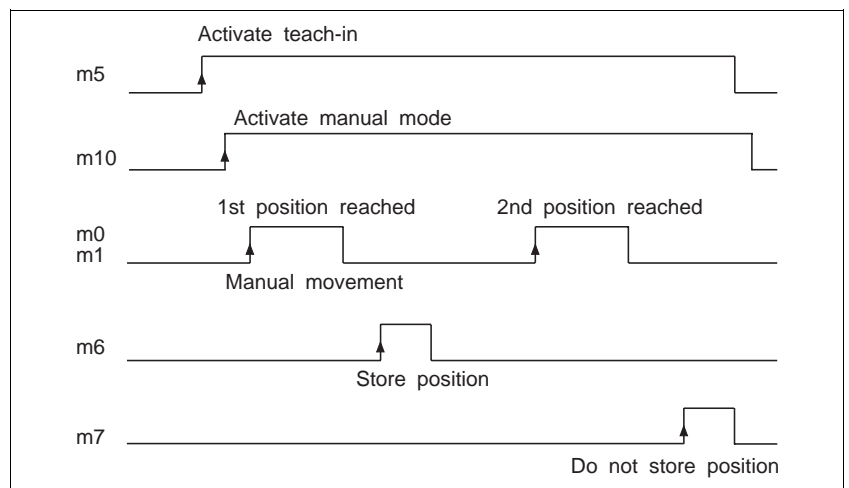 Activate teach-in
m5
Activate manual mode
m10
1st position reached
2nd position reached
m0
m1
Manual movement
m6
Store position
m7
Do not store position